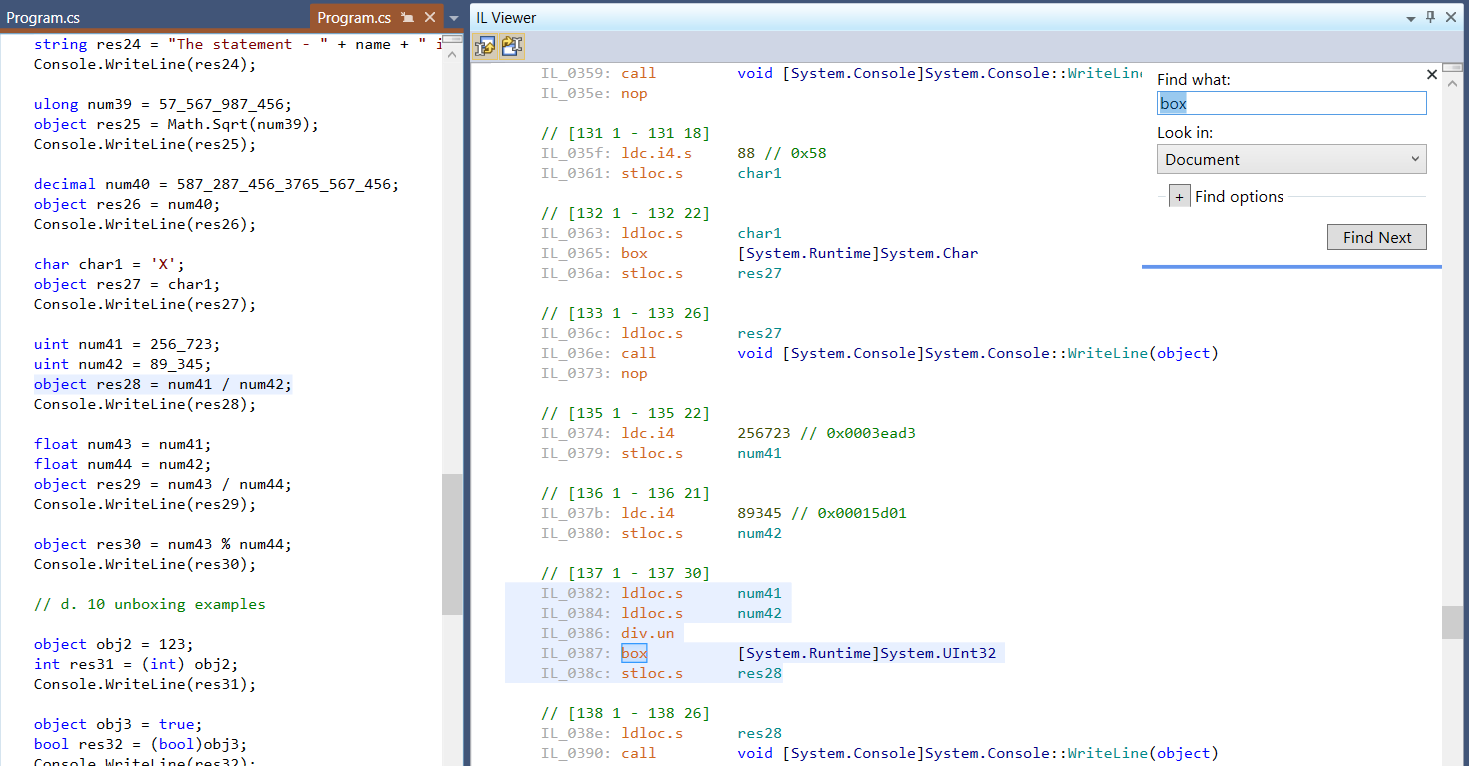 Program.cs
Program.cs
string res24 = "The statement - " + name + " i
Console.WriteLine(res24);
ulong num39 = 57_567_987_456;
object res25 = Math.Sqrt(num39);
Console.WriteLine(res25);
decimal num40 = 587_287_456_3765_567_456;
object res26 = num40;
Console.WriteLine(res26);
char char1 = 'X';
object res27 = char1;
Console.WriteLine(res27);
uint num41 = 256_723;
uint num42 = 89_345;
object res28 = num41 / num42;
Console.WriteLine(res28);
float num43 = num41;
float num44 = num42;
object res29 = num43 / num44;
Console.WriteLine(res29);
object res30 = num43 % num44;
Console.WriteLine(res30);
// d. 10 unboxing examples
object obj2 = 123;
int res31 = (int) obj2;
Console.WriteLine(res31);
object obj3 = true;
bool res32 = (bool)obj3;
Console.WriteLine(res32);
IL Viewer
IL_0359: call void [System.Console]System.Console::WriteLine
IL_035e: nop
// [131 1 - 131 18]
IL_035f: ldc.i4.s 88 // 0x58
IL_0361: stloc.s char1
// [132 1 - 132 22]
IL_0363: ldloc.s char1
IL_0365: box [System.Runtime]System.Char
IL_036a: stloc.s res27
// [133 1 - 133 26]
IL_036c: ldloc.s res27
IL_036e: call void [System.Console]System.Console::WriteLine(object)
IL_0373: nop
// [135 1 - 135 22]
IL_0374: ldc.i4 256723 // 0x0003ead3
IL_0379: stloc.s num41
// [136 1 - 136 21]
IL_037b: ldc.i4 89345 // 0x00015d01
IL_0380: stloc.s num42
// [137 1 - 137 30]
IL_0382: ldloc.s num41
IL_0384: ldloc.s num42
IL_0386: div.un
IL_0387: box [System.Runtime]System.UInt32
IL_038c: stloc.s res28
// [138 1 - 138 26]
IL_038e: ldloc.s res28
IL_0390: call void [System.Console]System.Console::WriteLine(object)
Find what:
box
Look in:
Document
+ Find options
Find Next